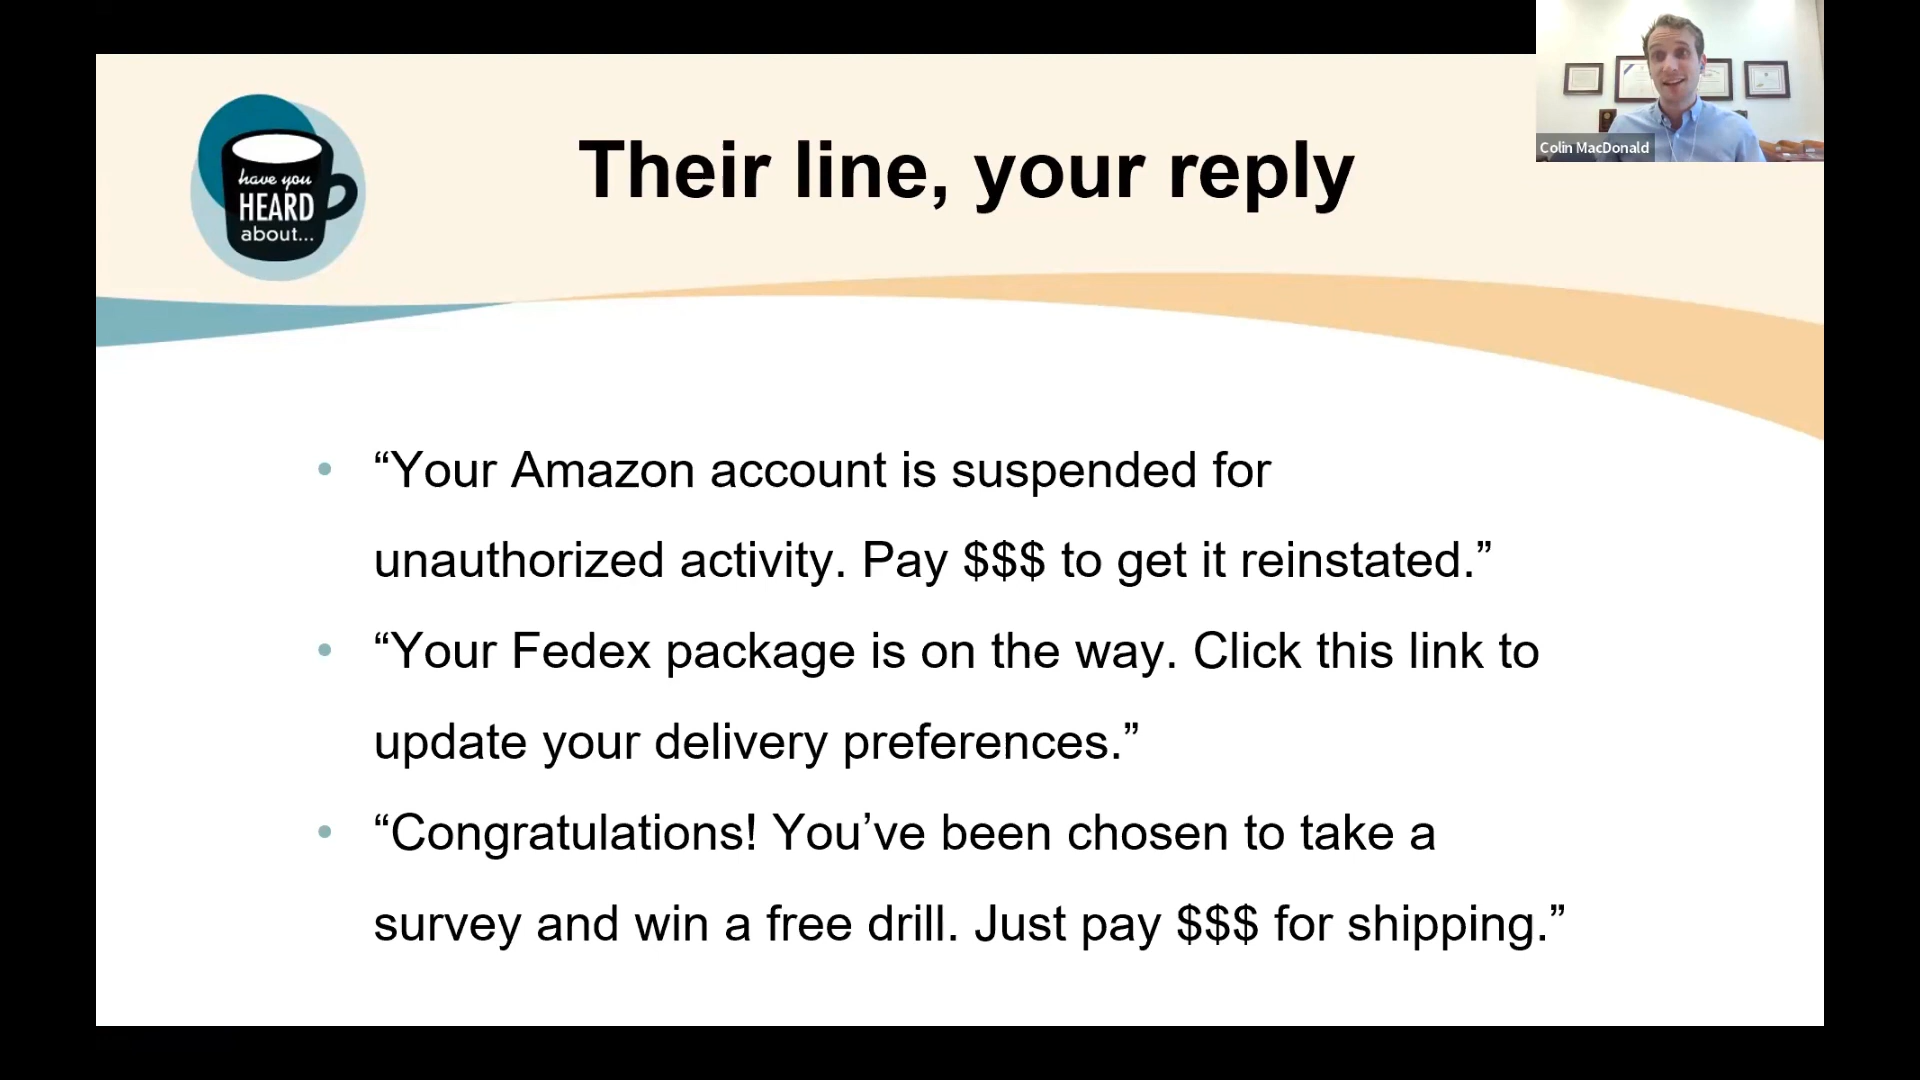 Colin MacDonald
have you
HEARD
about...
Their line, your reply
“Your Amazon account is suspended for
unauthorized activity. Pay $$$ to get it reinstated.”
“Your Fedex package is on the way. Click this link to
update your delivery preferences.”
“Congratulations! You’ve been chosen to take a
survey and win a free drill. Just pay $$$ for shipping.”